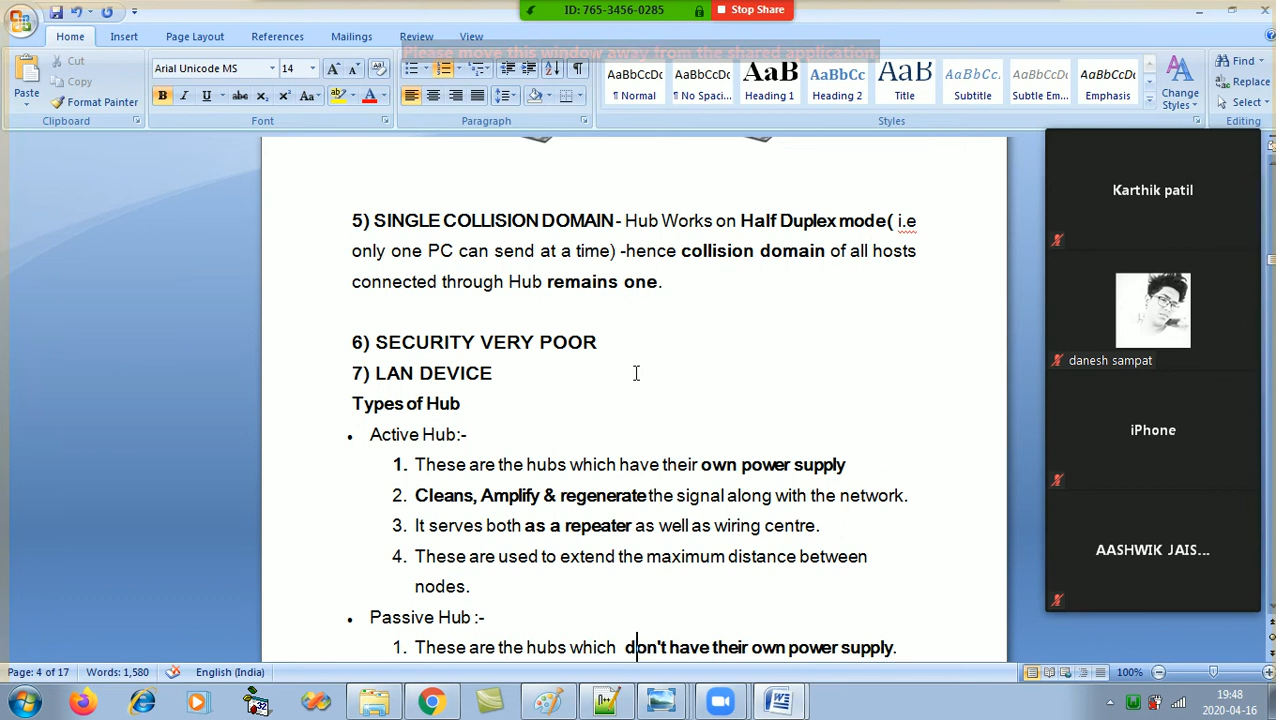 ID: 765-3456-0285 Stop Share
Home Insert Page Layout References Mailings Review View
Please move this window away from the shared application
Paste Cut Copy Format Painter
Clipboard
Arial Unicode MS 14
Font
Paragraph
AaBbCcDc AaBbCcDc AaB AaBbCc AaB AaBbCc. AaBbCcDc AaBbCcDc
¶ Normal ¶ No Spaci... Heading 1 Heading 2 Title Subtitle Subtle Em... Emphasis
Change Styles
Styles
Find
Replace
Select
Editing
5) SINGLE COLLISION DOMAIN- Hub Works on Half Duplex mode( i.e
only one PC can send at a time) -hence collision domain of all hosts
connected through Hub remains one.
6) SECURITY VERY POOR
7) LAN DEVICE
Types of Hub
• Active Hub:-
1. These are the hubs which have their own power supply
2. Cleans, Amplify & regenerate the signal along with the network.
3. It serves both as a repeater as well as wiring centre.
4. These are used to extend the maximum distance between
nodes.
• Passive Hub :-
1. These are the hubs which don't have their own power supply.
Karthik patil
danesh sampat
iPhone
AASHWIK JAIS...
Page: 4 of 17 Words: 1,580 English (India) 100%
19:48
2020-04-16